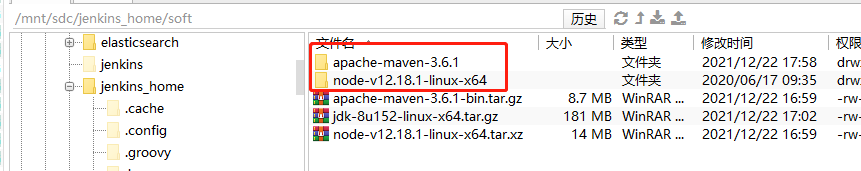 /mnt/sdc/jenkins_home/soft 历史
elasticsearch
jenkins
jenkins_home
.cache
.config
.groovy
文件名 大小 类型 修改时间 权限
apache-maven-3.6.1 文件夹 2021/12/22 17:58 drwx
node-v12.18.1-linux-x64 文件夹 2020/06/17 09:35 drwx
apache-maven-3.6.1-bin.tar.gz 8.7 MB WinRAR ... 2021/12/22 16:59 -rw-
jdk-8u152-linux-x64.tar.gz 181 MB WinRAR ... 2021/12/22 17:02 -rw-
node-v12.18.1-linux-x64.tar.xz 14 MB WinRAR ... 2021/12/22 16:59 -rw-